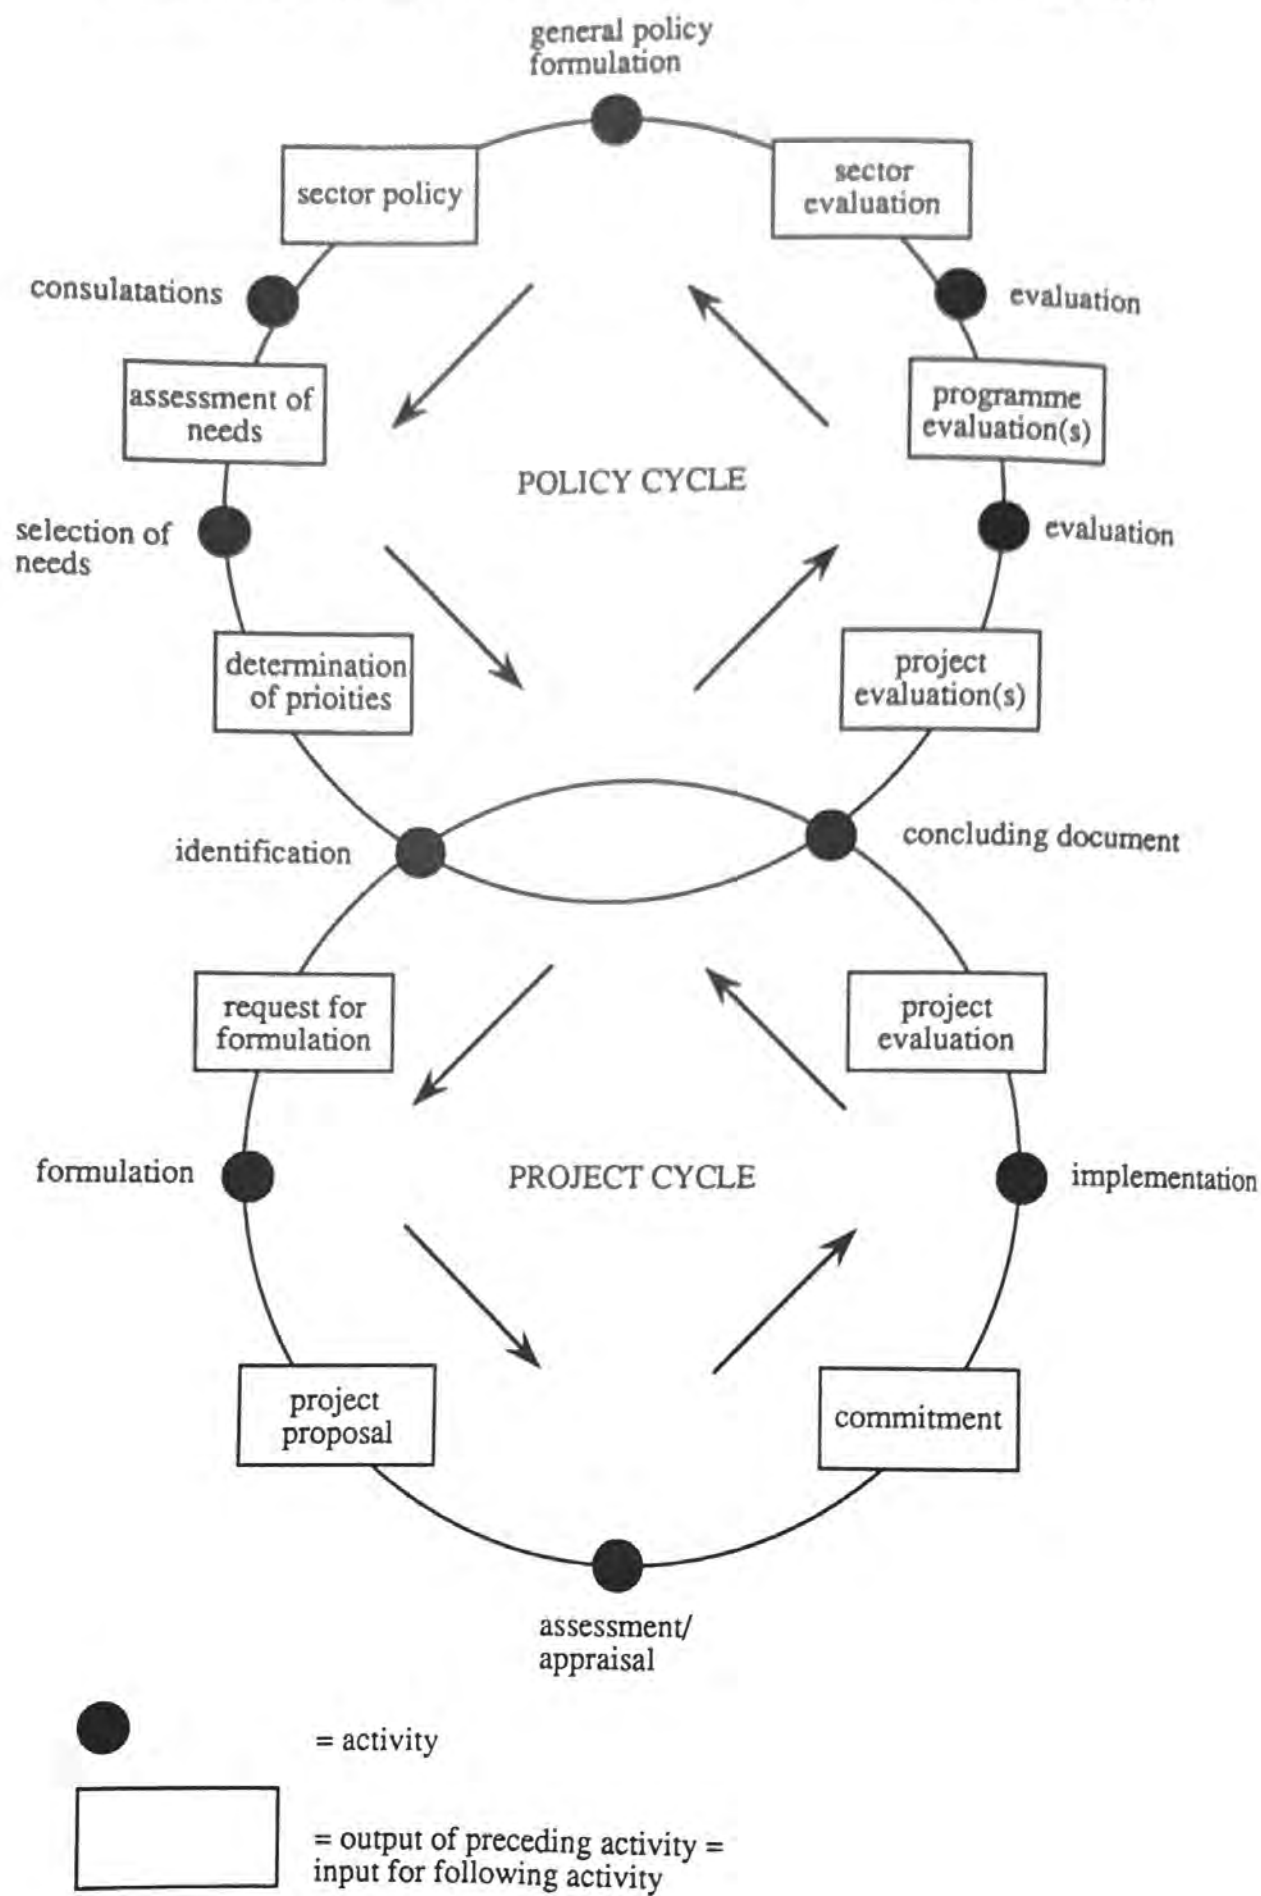 general policy
formulation
sector policy
sector
evaluation
consulatations
evaluation
assessment of
needs
programme
evaluation(s)
POLICY CYCLE
selection of
needs
evaluation
determination
of prioities
project
evaluation(s)
identification
concluding document
request for
formulation
project
evaluation
formulation
PROJECT CYCLE
implementation
project
proposal
commitment
assessment/
appraisal
= activity
= output of preceding activity =
input for following activity